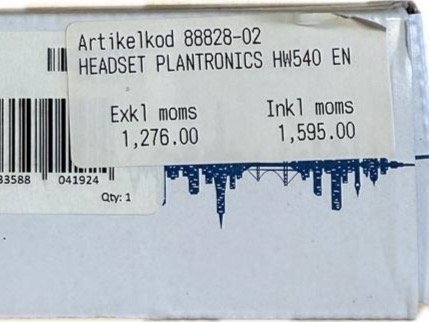 Artikelkod 88828-02
HEADSET PLANTRONICS HW540 EN
Exkl moms Inkl moms
1,276.00 1,595.00
33588 041924
Qty: 1